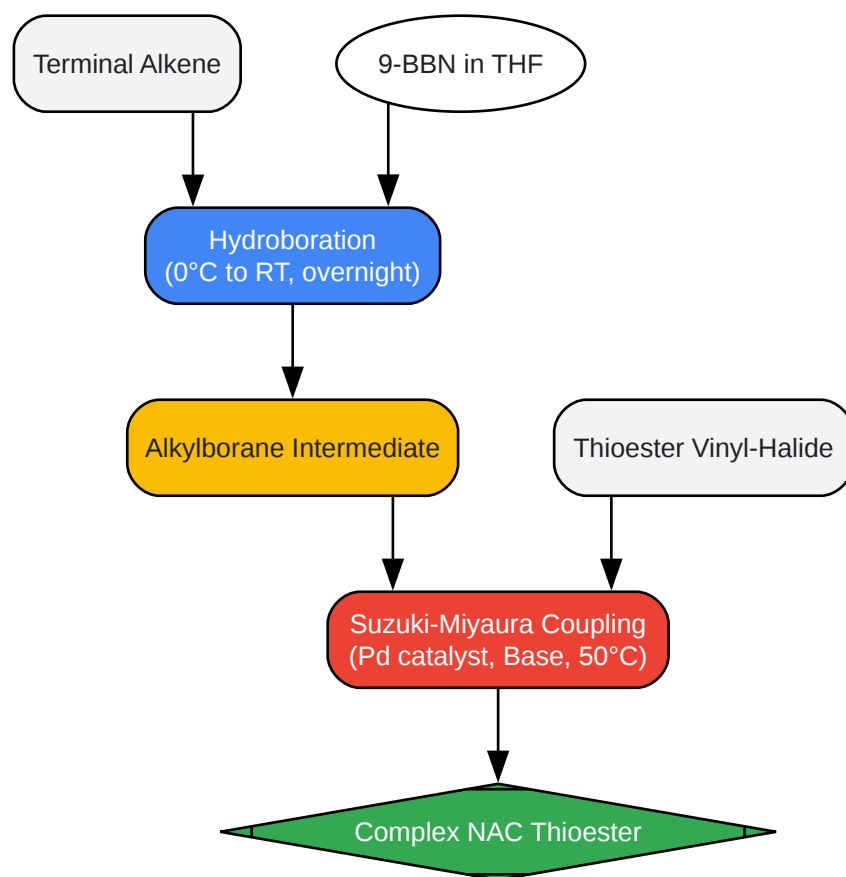 Terminal Alkene
9-BBN in THF
Hydroboration
(0°C to RT, overnight)
Alkylborane Intermediate
Thioester Vinyl-Halide
Suzuki-Miyaura Coupling
(Pd catalyst, Base, 50°C)
Complex NAC Thioester